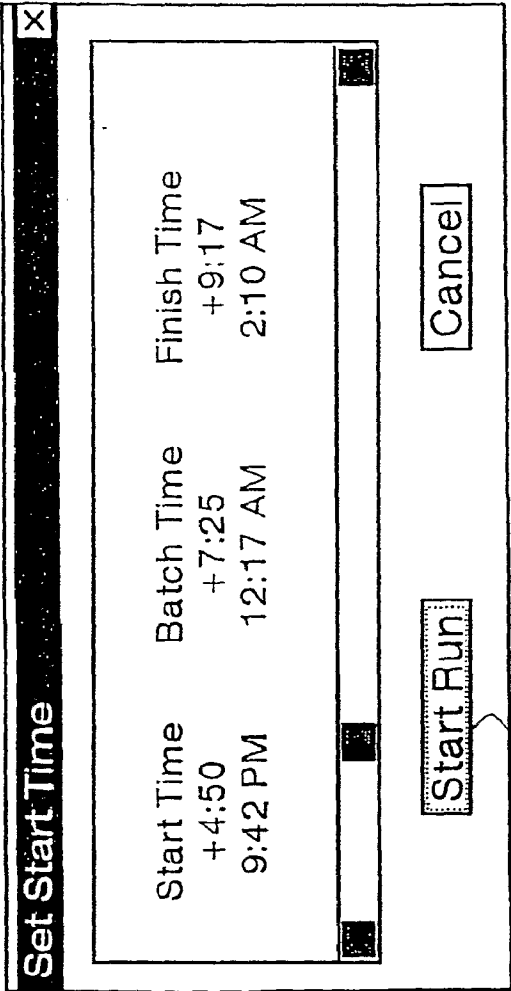 Set Start Time
Start Time Batch Time Finish Time
+4:50 +7:25 +9:17
9:42 PM 12:17 AM 2:10 AM
Start Run Cancel